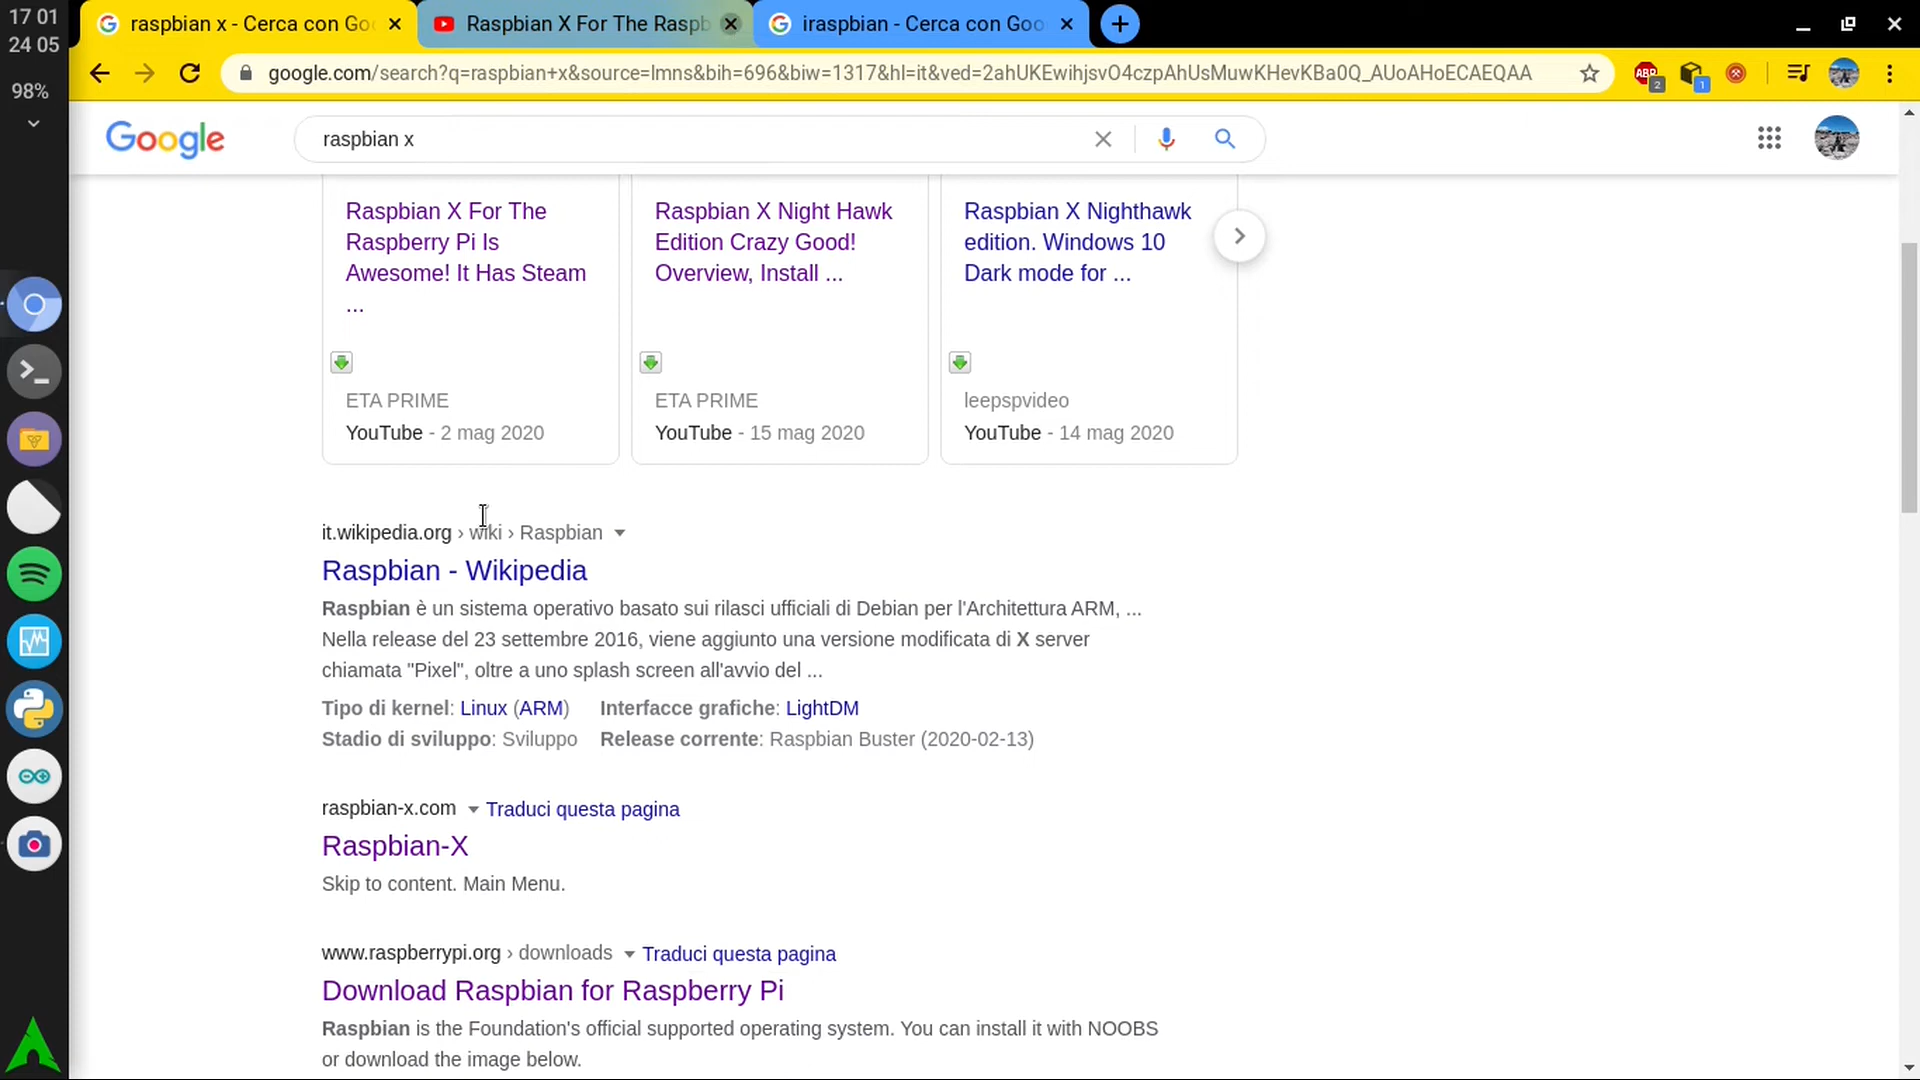 17 01
24 05
98%
raspbian x - Cerca con Goo
Raspbian X For The Raspb
iraspbian - Cerca con Goo
google.com/search?q=raspbian+x&source=lmns&bih=696&biw=1317&hl=it&ved=2ahUKEwihjsvO4czpAhUsMuwKHevKBa0Q_AUoAHoECAEQAA
ABP
2
1
Google
raspbian x
Raspbian X For The
Raspberry Pi Is
Awesome! It Has Steam
...
ETA PRIME
YouTube - 2 mag 2020
Raspbian X Night Hawk
Edition Crazy Good!
Overview, Install ...
ETA PRIME
YouTube - 15 mag 2020
Raspbian X Nighthawk
edition. Windows 10
Dark mode for ...
leepspvideo
YouTube - 14 mag 2020
it.wikipedia.org › wiki › Raspbian
Raspbian - Wikipedia
Raspbian è un sistema operativo basato sui rilasci ufficiali di Debian per l'Architettura ARM, ...
Nella release del 23 settembre 2016, viene aggiunto una versione modificata di X server
chiamata "Pixel", oltre a uno splash screen all'avvio del ...
Tipo di kernel: Linux (ARM) Interfacce grafiche: LightDM
Stadio di sviluppo: Sviluppo Release corrente: Raspbian Buster (2020-02-13)
raspbian-x.com Traduci questa pagina
Raspbian-X
Skip to content. Main Menu.
www.raspberrypi.org › downloads Traduci questa pagina
Download Raspbian for Raspberry Pi
Raspbian is the Foundation's official supported operating system. You can install it with NOOBS
or download the image below.